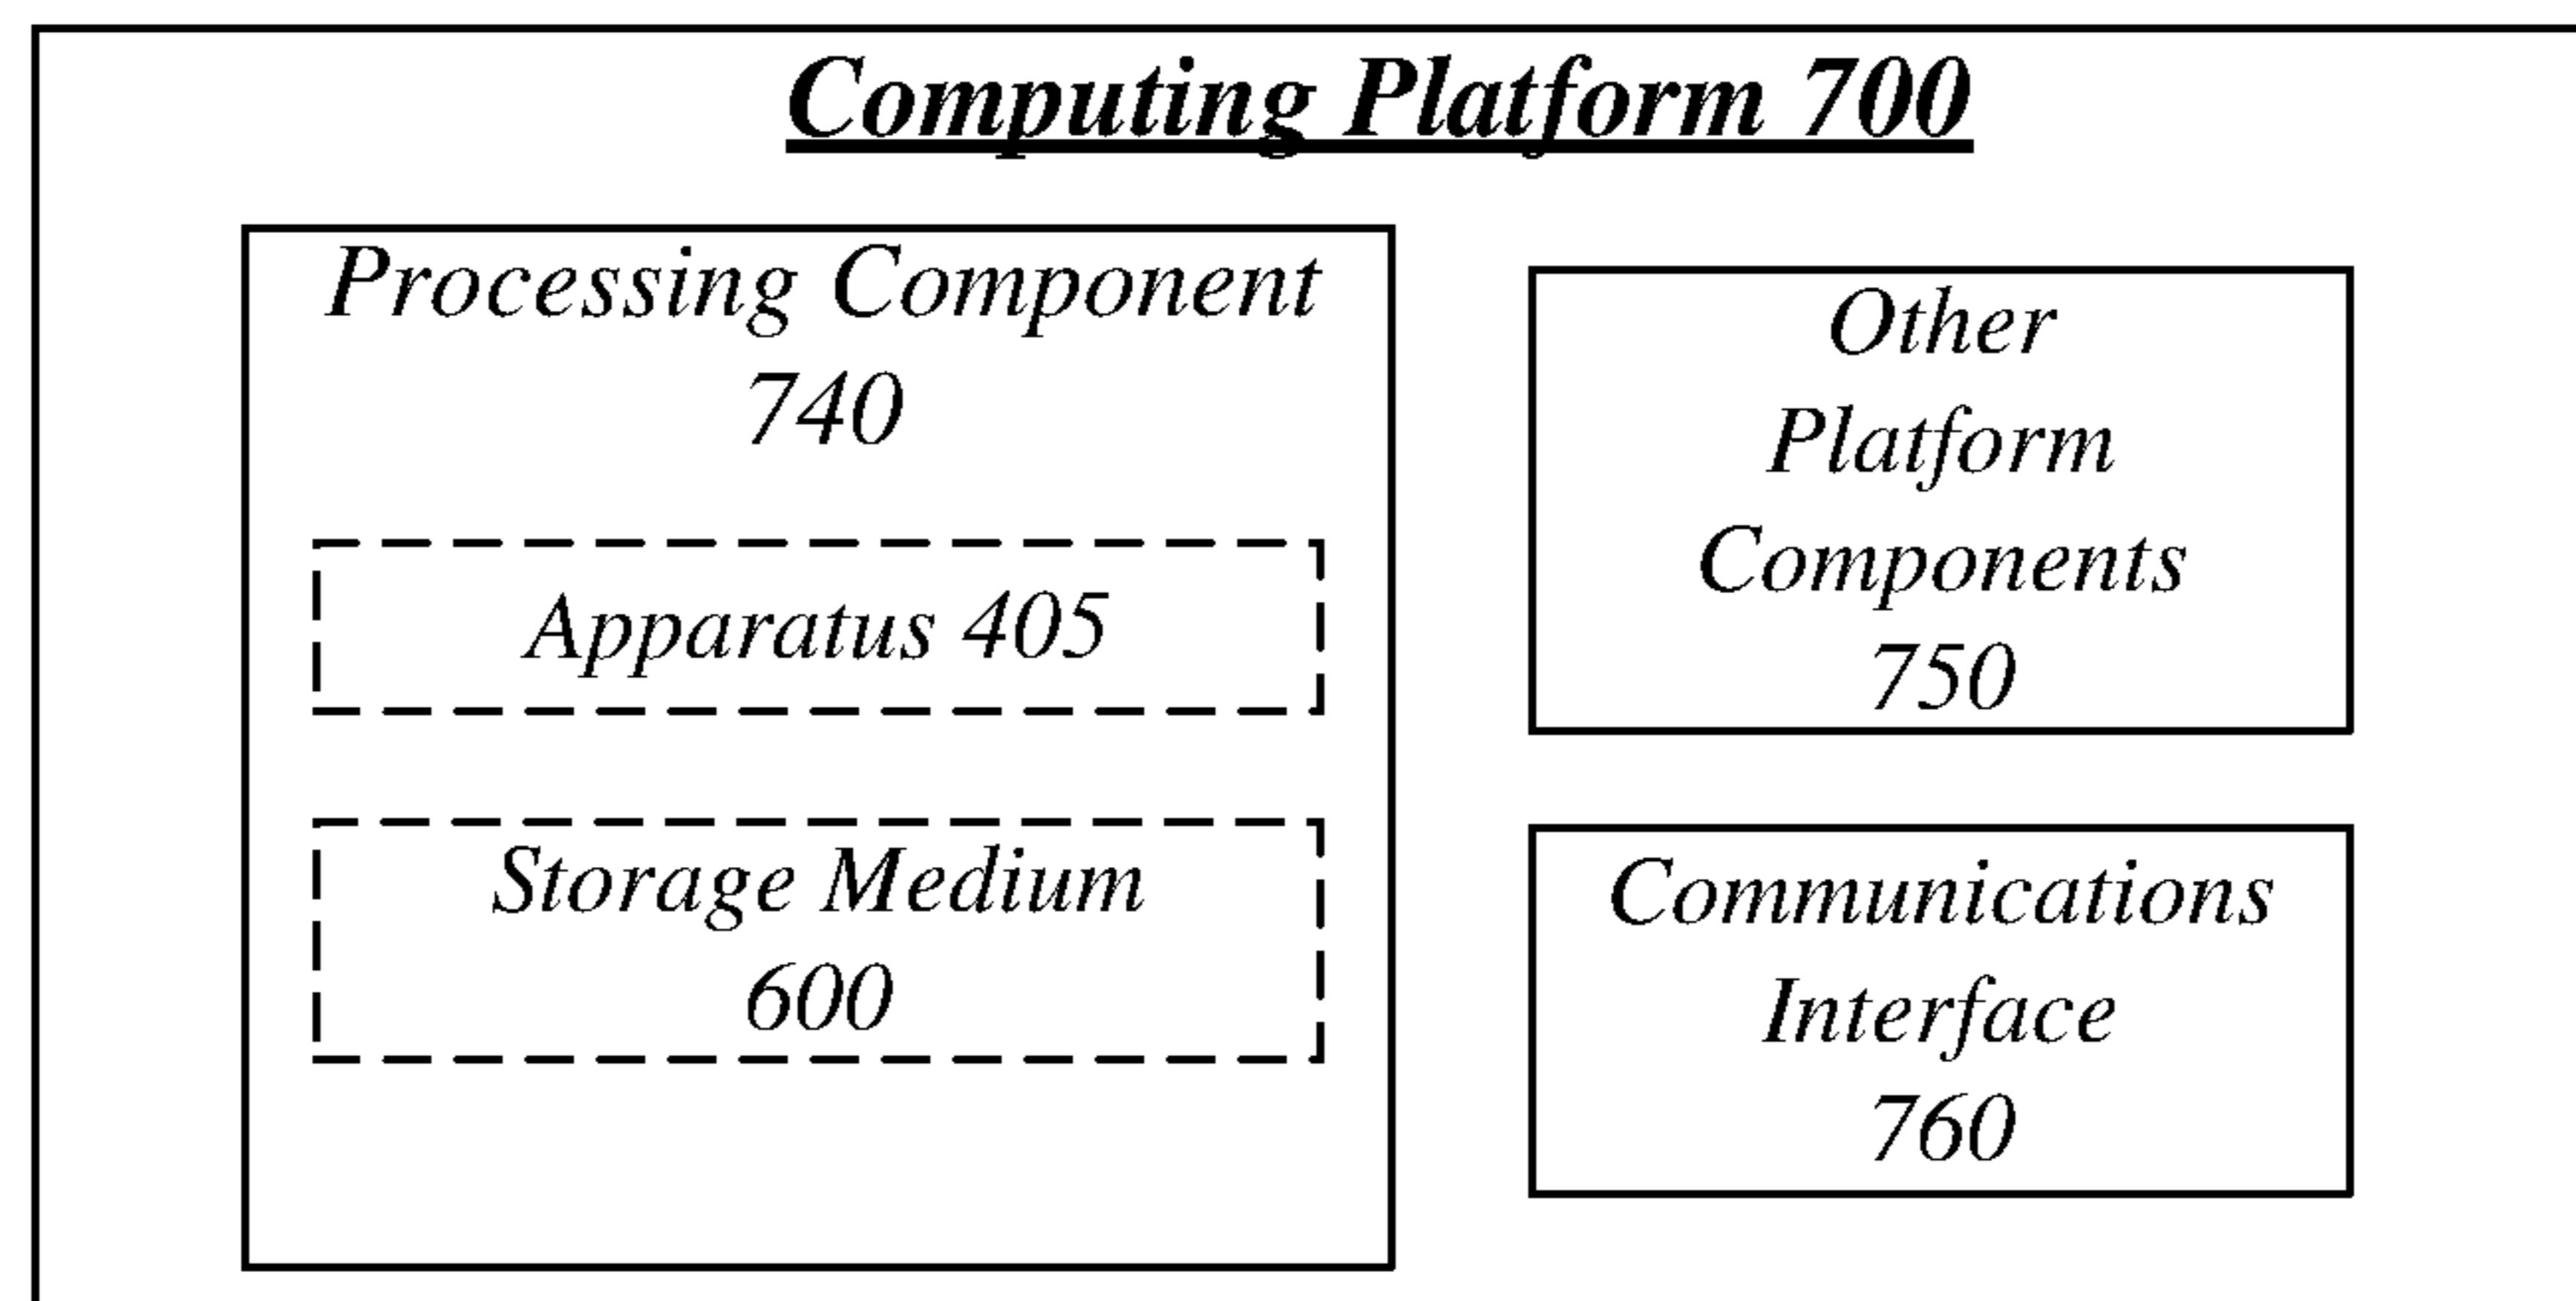 Computing Platform 700
Processing Component
740
Apparatus 405
Storage Medium
600
Other
Platform
Components
750
Communications
Interface
760